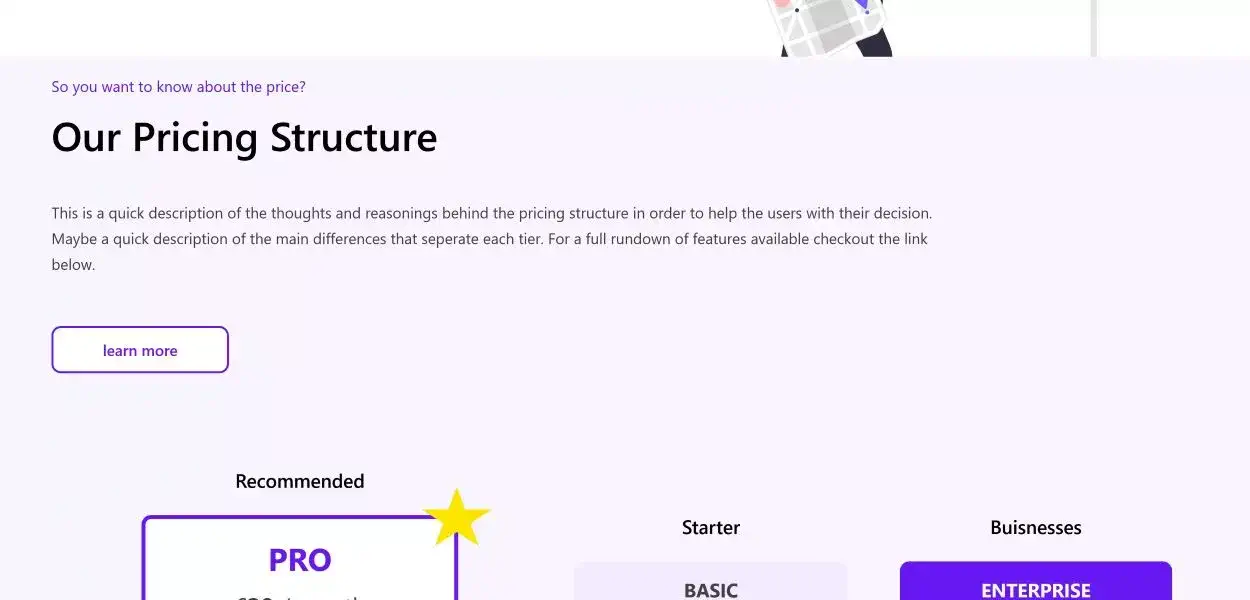 So you want to know about the price?
Our Pricing Structure
This is a quick description of the thoughts and reasonings behind the pricing structure in order to help the users with their decision.
Maybe a quick description of the main differences that seperate each tier. For a full rundown of features available checkout the link
below.
learn more
Recommended
Starter
Buisnesses
PRO
BASIC
ENTERPRISE